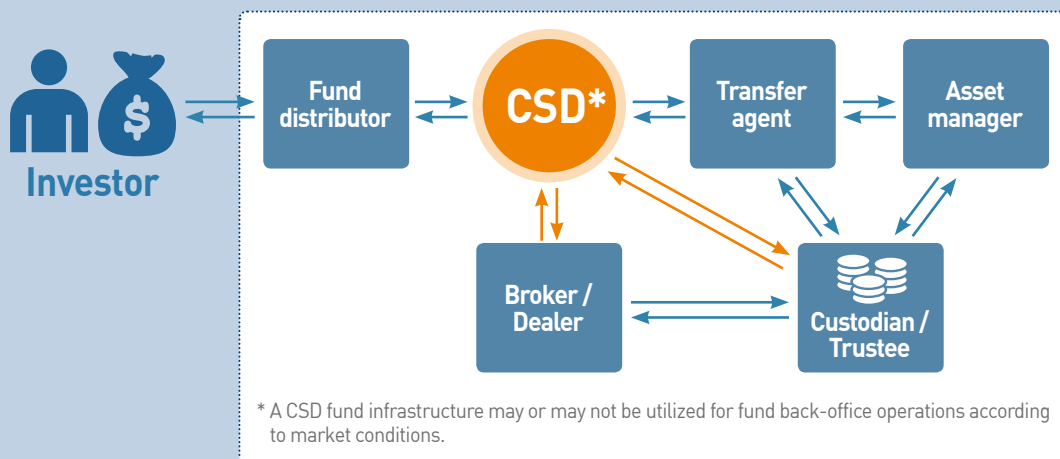 Investor
Fund
distributor
CSD*
Transfer
agent
Asset
manager
$
Broker /
Dealer
Custodian /
Trustee
* A CSD fund infrastructure may or may not be utilized for fund back-office operations according
to market conditions.